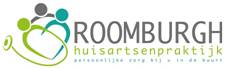 ROOMBURGH
huisartsenpraktijk
persoonlijke zorg bij u in de buurt